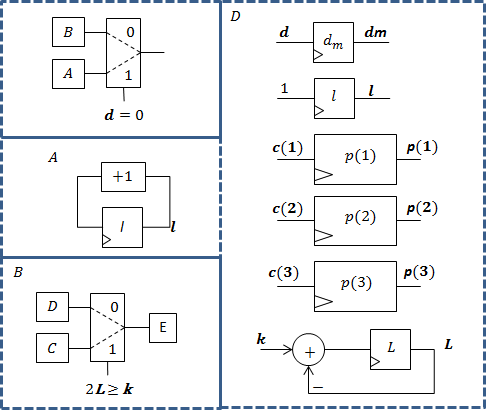 B 0
A 1
d = 0
A
+1
l l
B
D 0 E
C 1
2L ≥ k
D
d d_m dm
1 l l
c(1) p(1) p(1)
c(2) p(2) p(2)
c(3) p(3) p(3)
k + L L
−